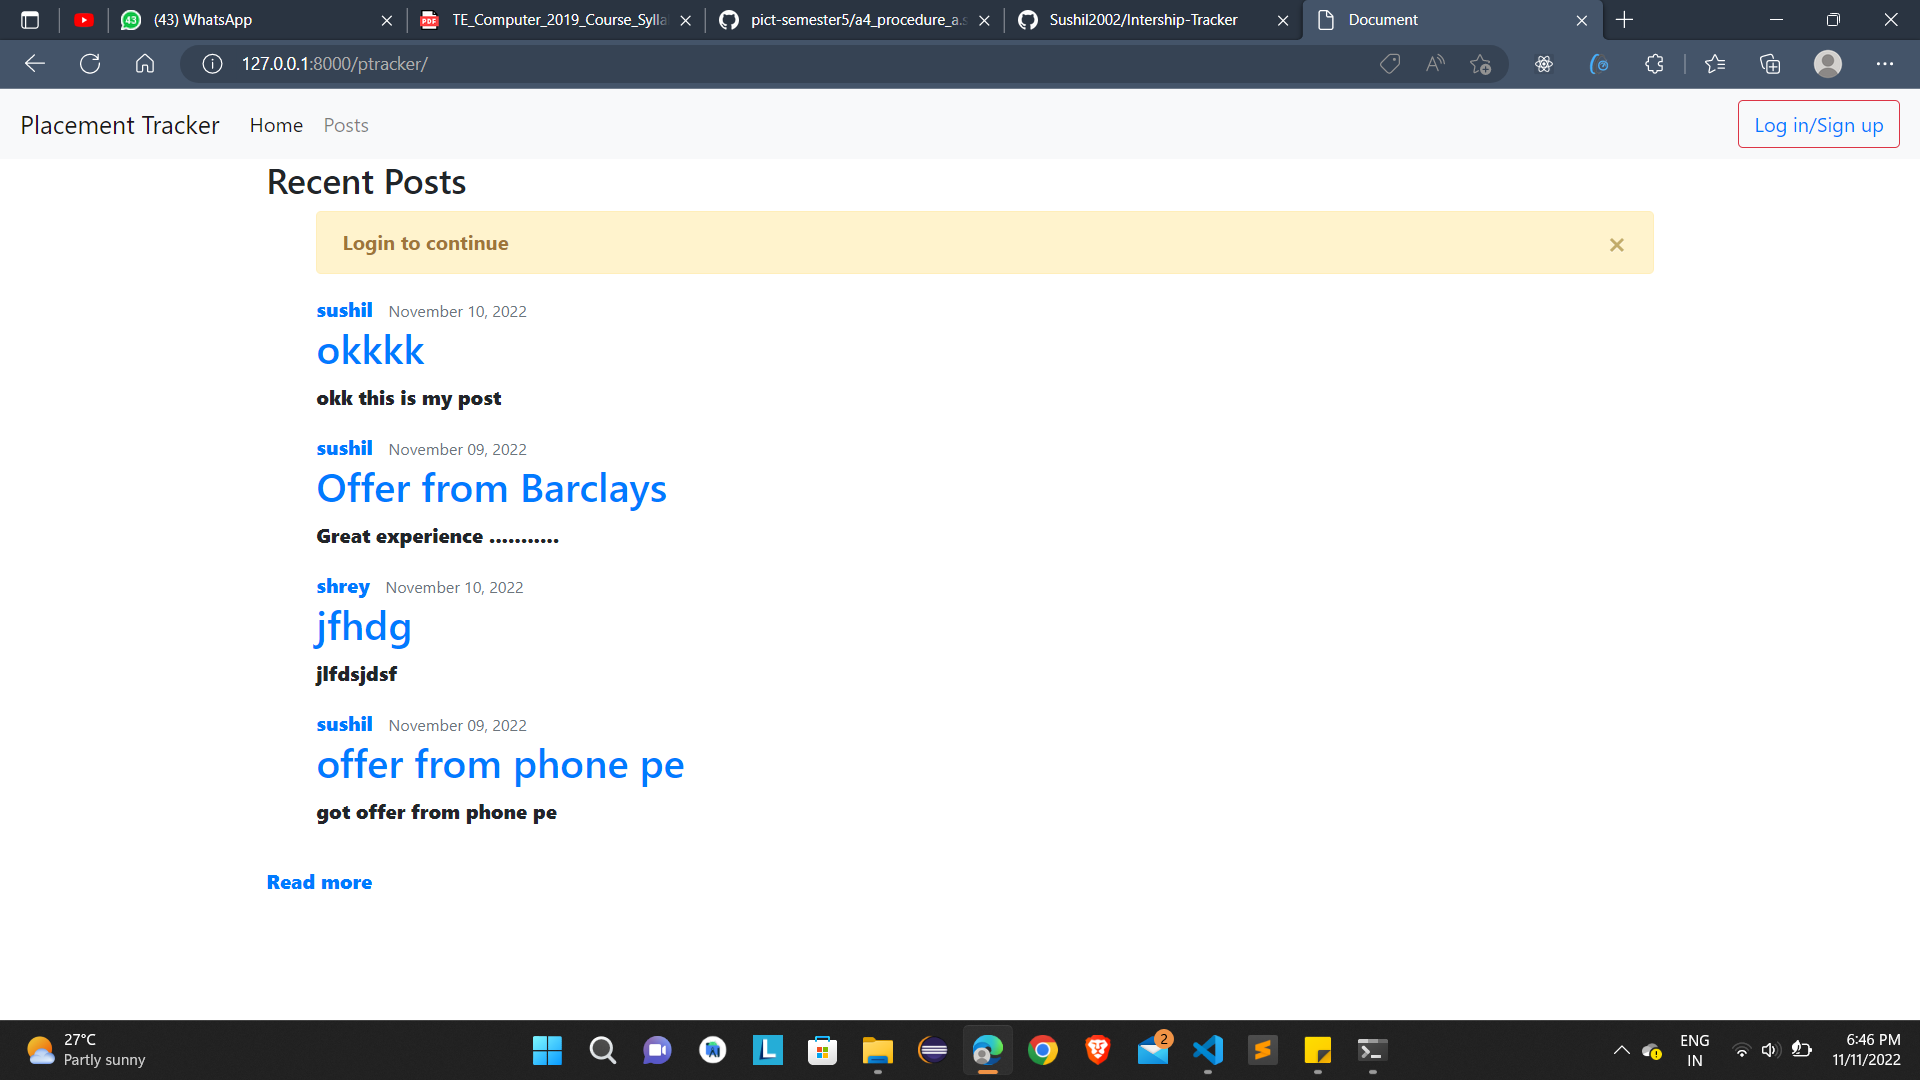 (43) WhatsApp
TE_Computer_2019_Course_Sylla
pict-semester5/a4_procedure_a.s
Sushil2002/Intership-Tracker
Document
127.0.0.1:8000/ptracker/
Placement Tracker
Home
Posts
Log in/Sign up
Recent Posts
Login to continue
×
sushil November 10, 2022
okkkk
okk this is my post
sushil November 09, 2022
Offer from Barclays
Great experience ...........
shrey November 10, 2022
jfhdg
jlfdsjdsf
sushil November 09, 2022
offer from phone pe
got offer from phone pe
Read more
27°C
Partly sunny
2
ENG
IN
6:46 PM
11/11/2022